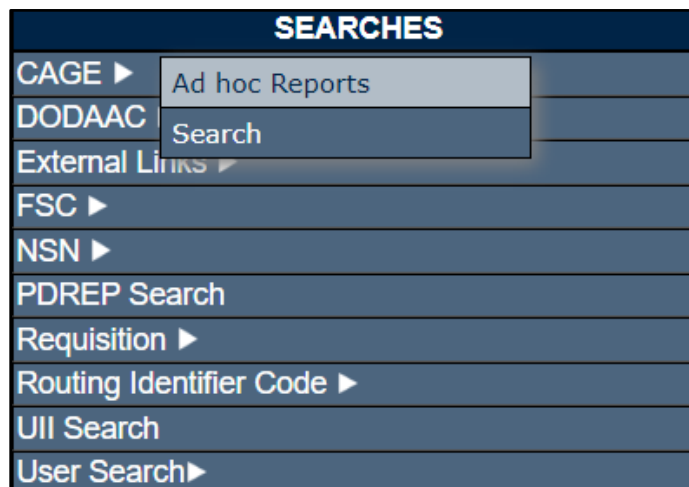 SEARCHES
CAGE ▶
Ad hoc Reports
DODAAC
Search
External Links ▶
FSC ▶
NSN ▶
PDREP Search
Requisition ▶
Routing Identifier Code ▶
UII Search
User Search▶